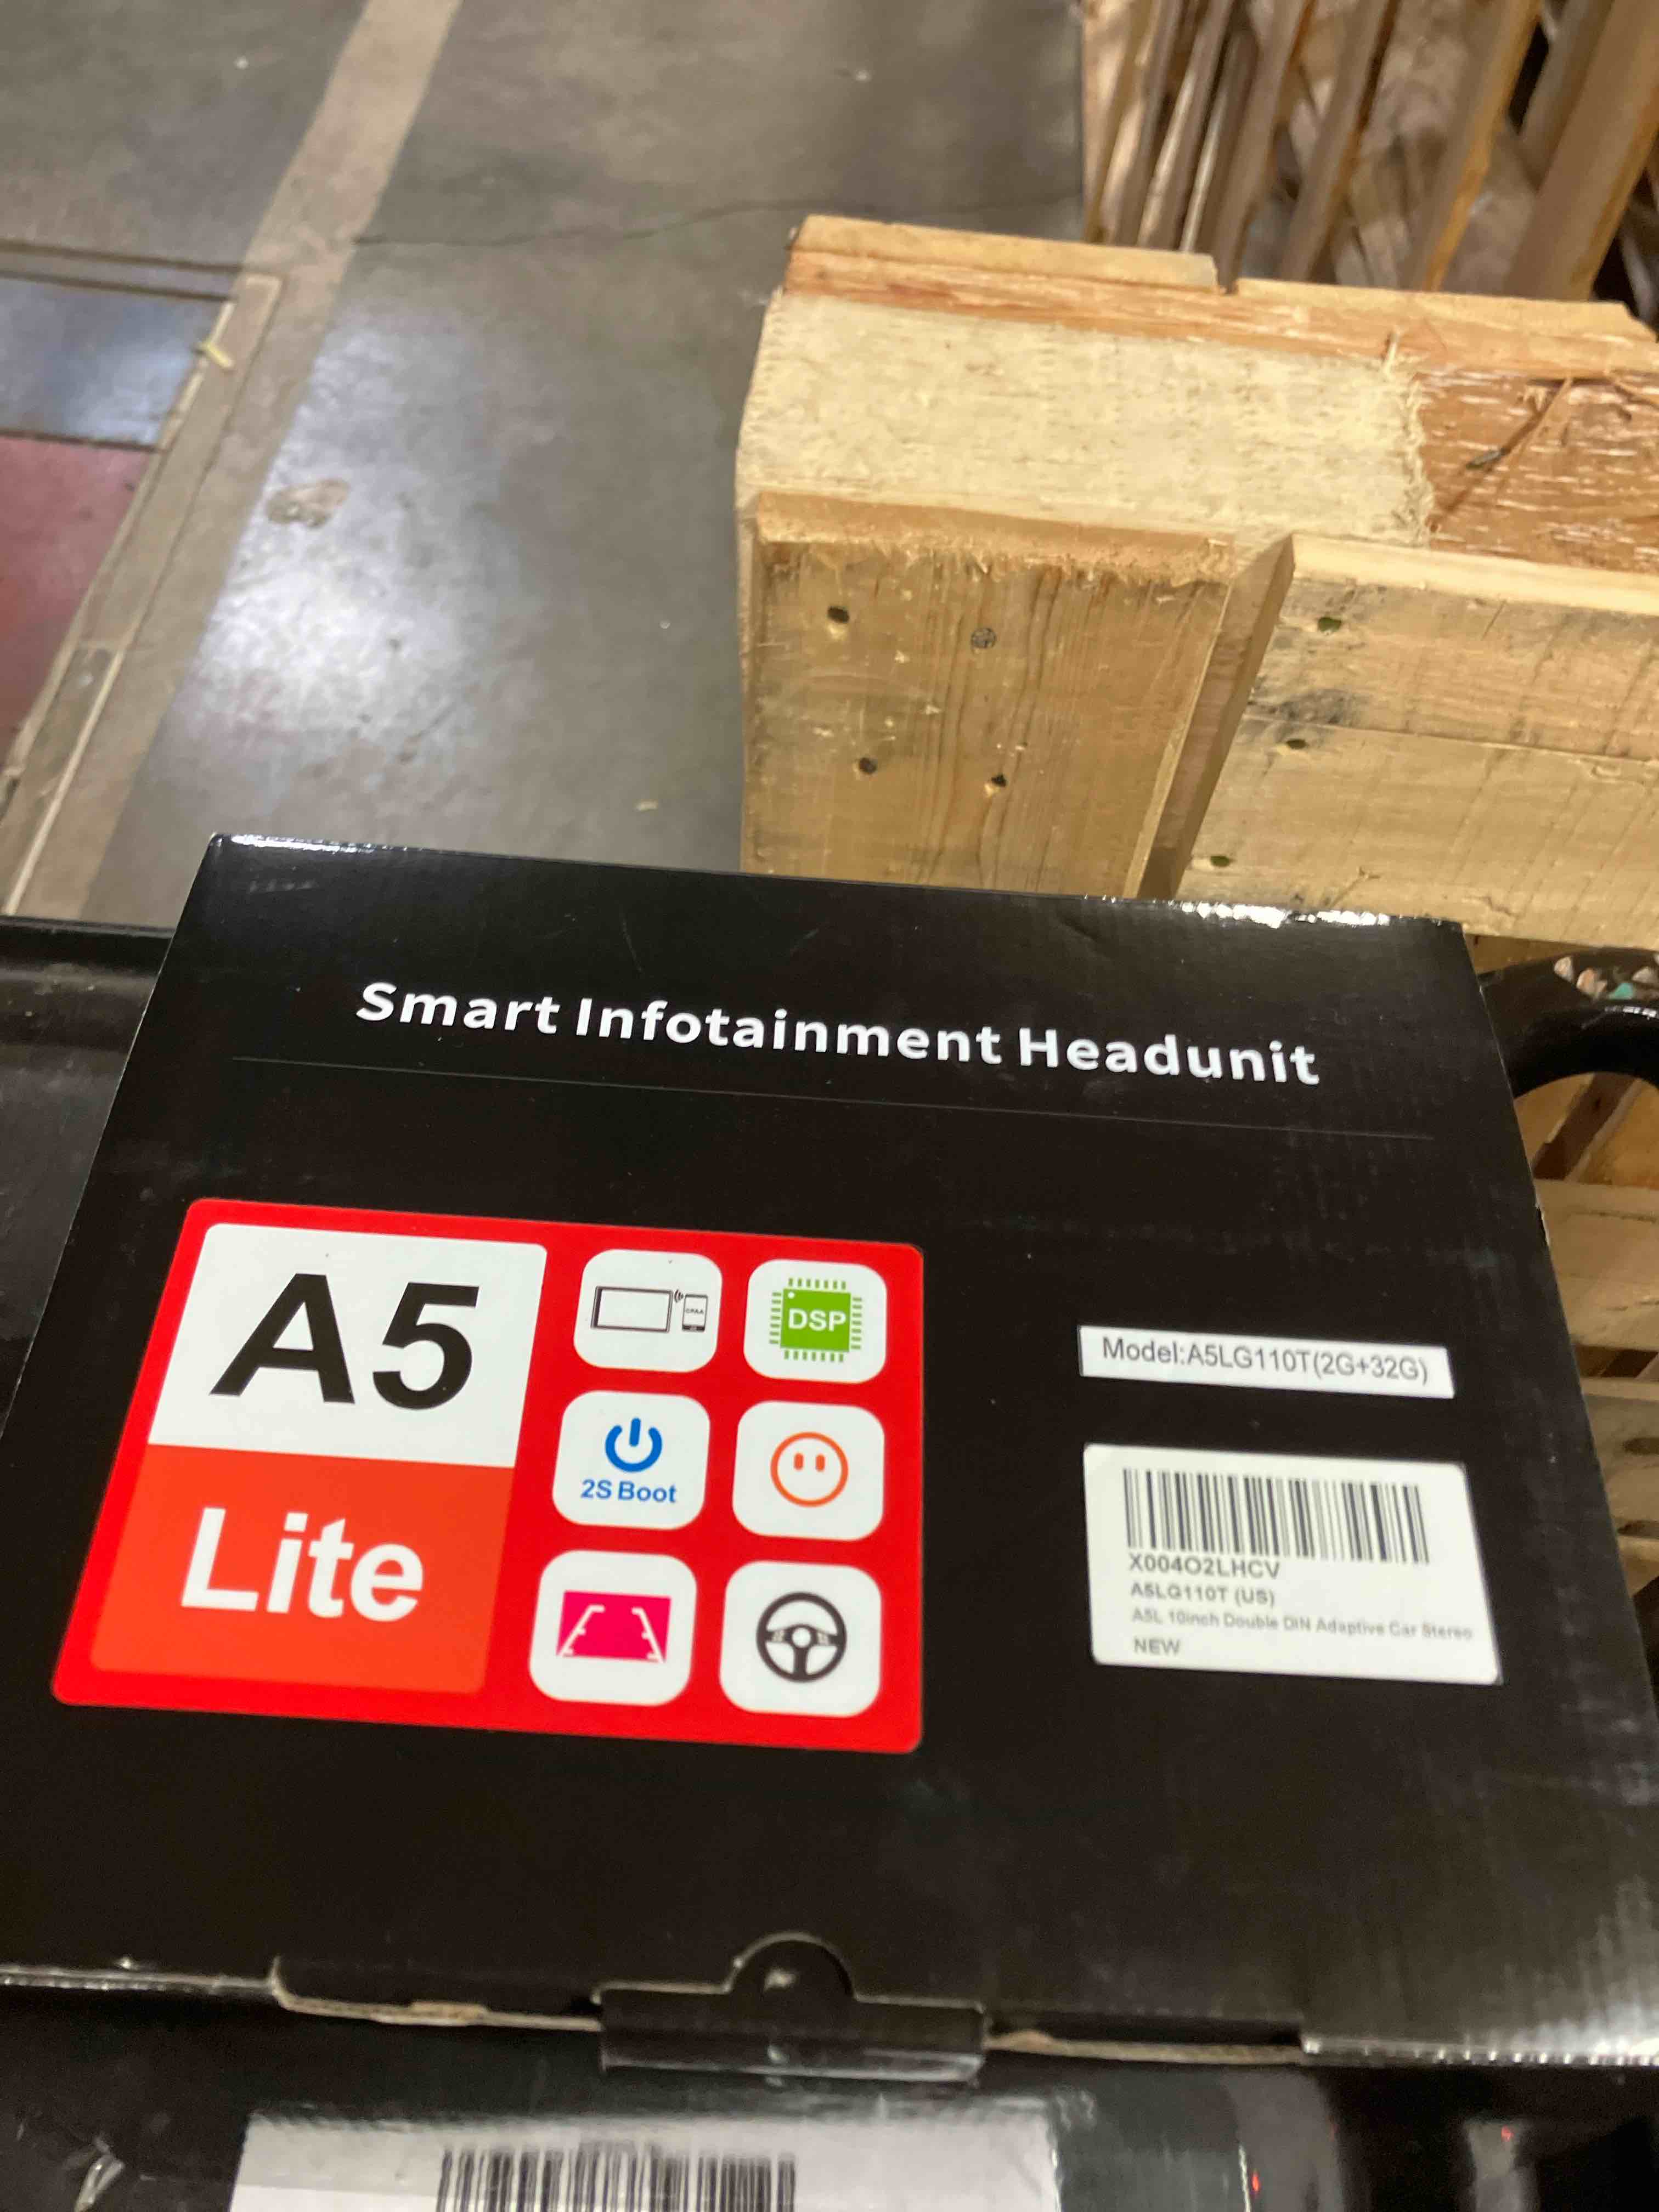 Smart Infotainment Headunit
A5
Lite
DSP
2S Boot
Model:A5LG110T(2G+32G)
X004O2LHCV
A5LG110T (US)
A5L 10inch Double DIN Adaptive Car Stereo
NEW